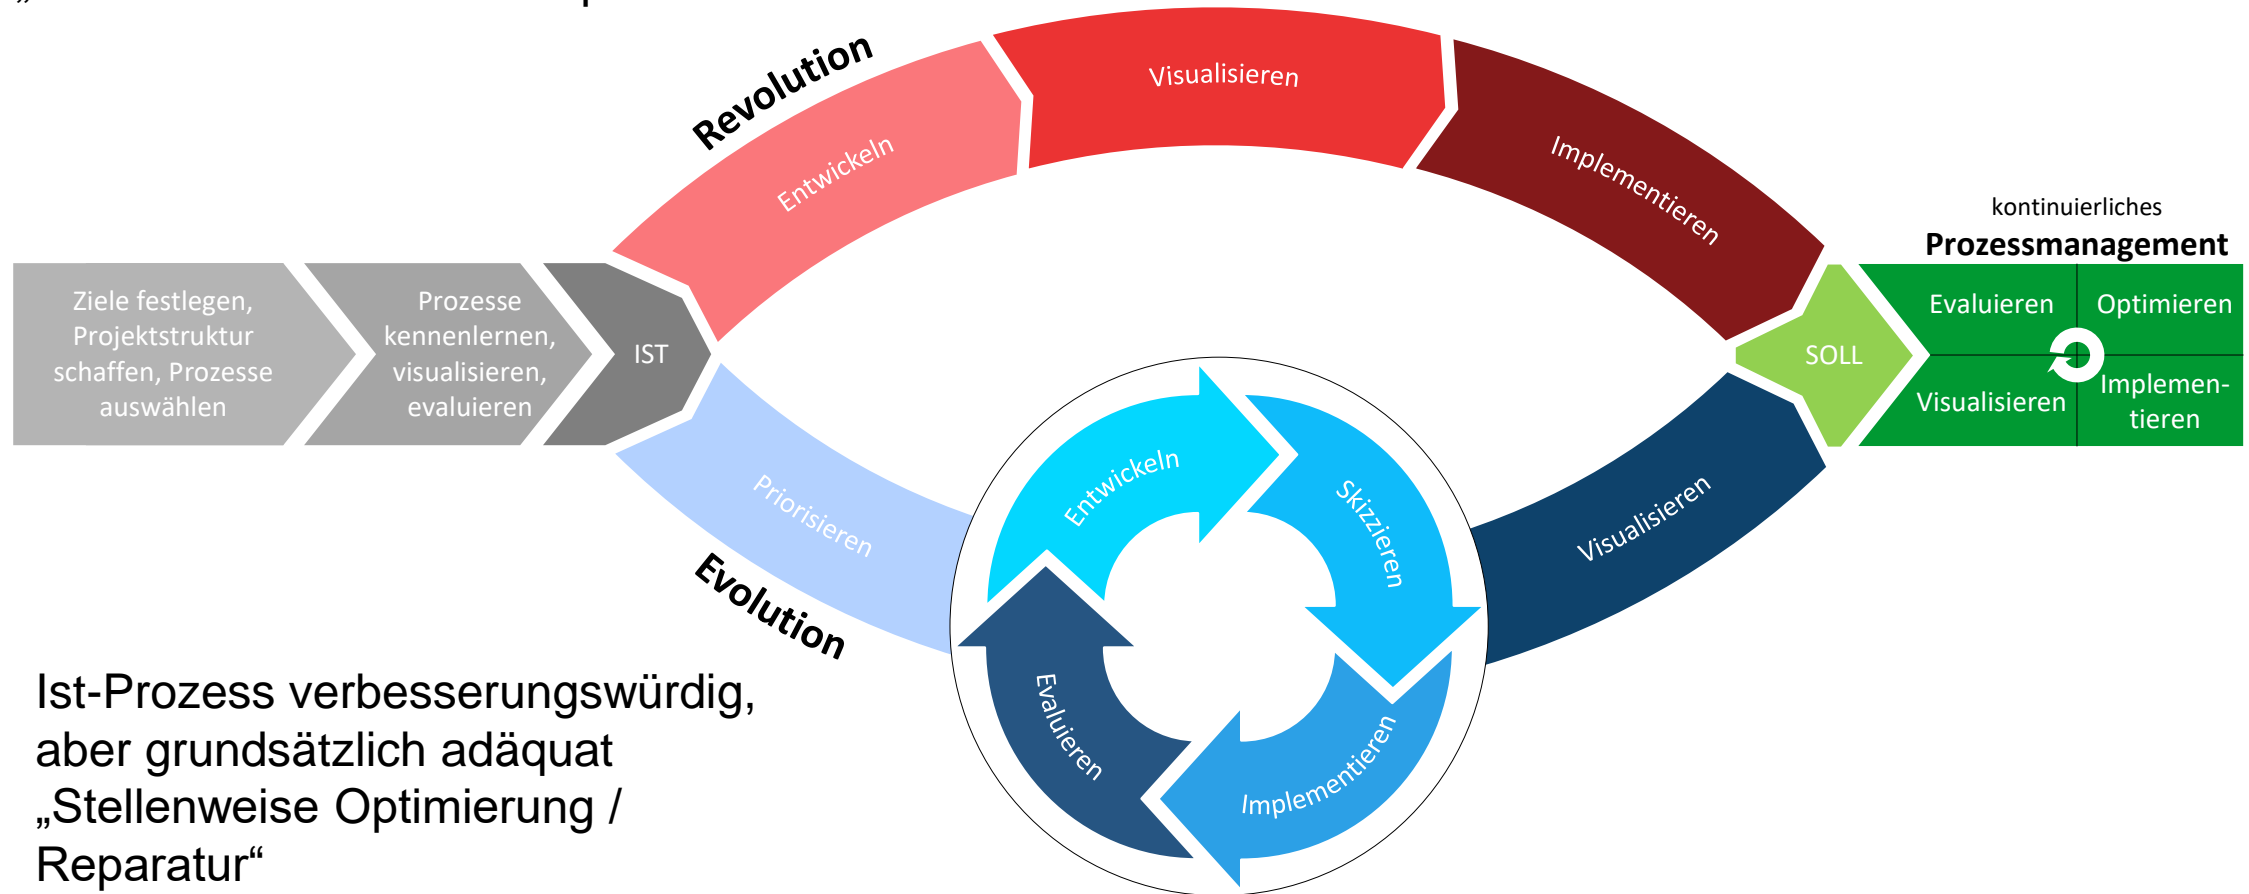 „
Revolution
Entwickeln
Visualisieren
Implementieren
kontinuierliches
Prozessmanagement
Ziele festlegen,
Projektstruktur
schaffen, Prozesse
auswählen
Prozesse
kennenlernen,
visualisieren,
evaluieren
IST
SOLL
Evaluieren
Optimieren
Visualisieren
Implemen-
tieren
Priorisieren
Evolution
Entwickeln
Skizzieren
Implementieren
Evaluieren
Visualisieren
Ist-Prozess verbesserungswürdig,
aber grundsätzlich adäquat
„Stellenweise Optimierung /
Reparatur“